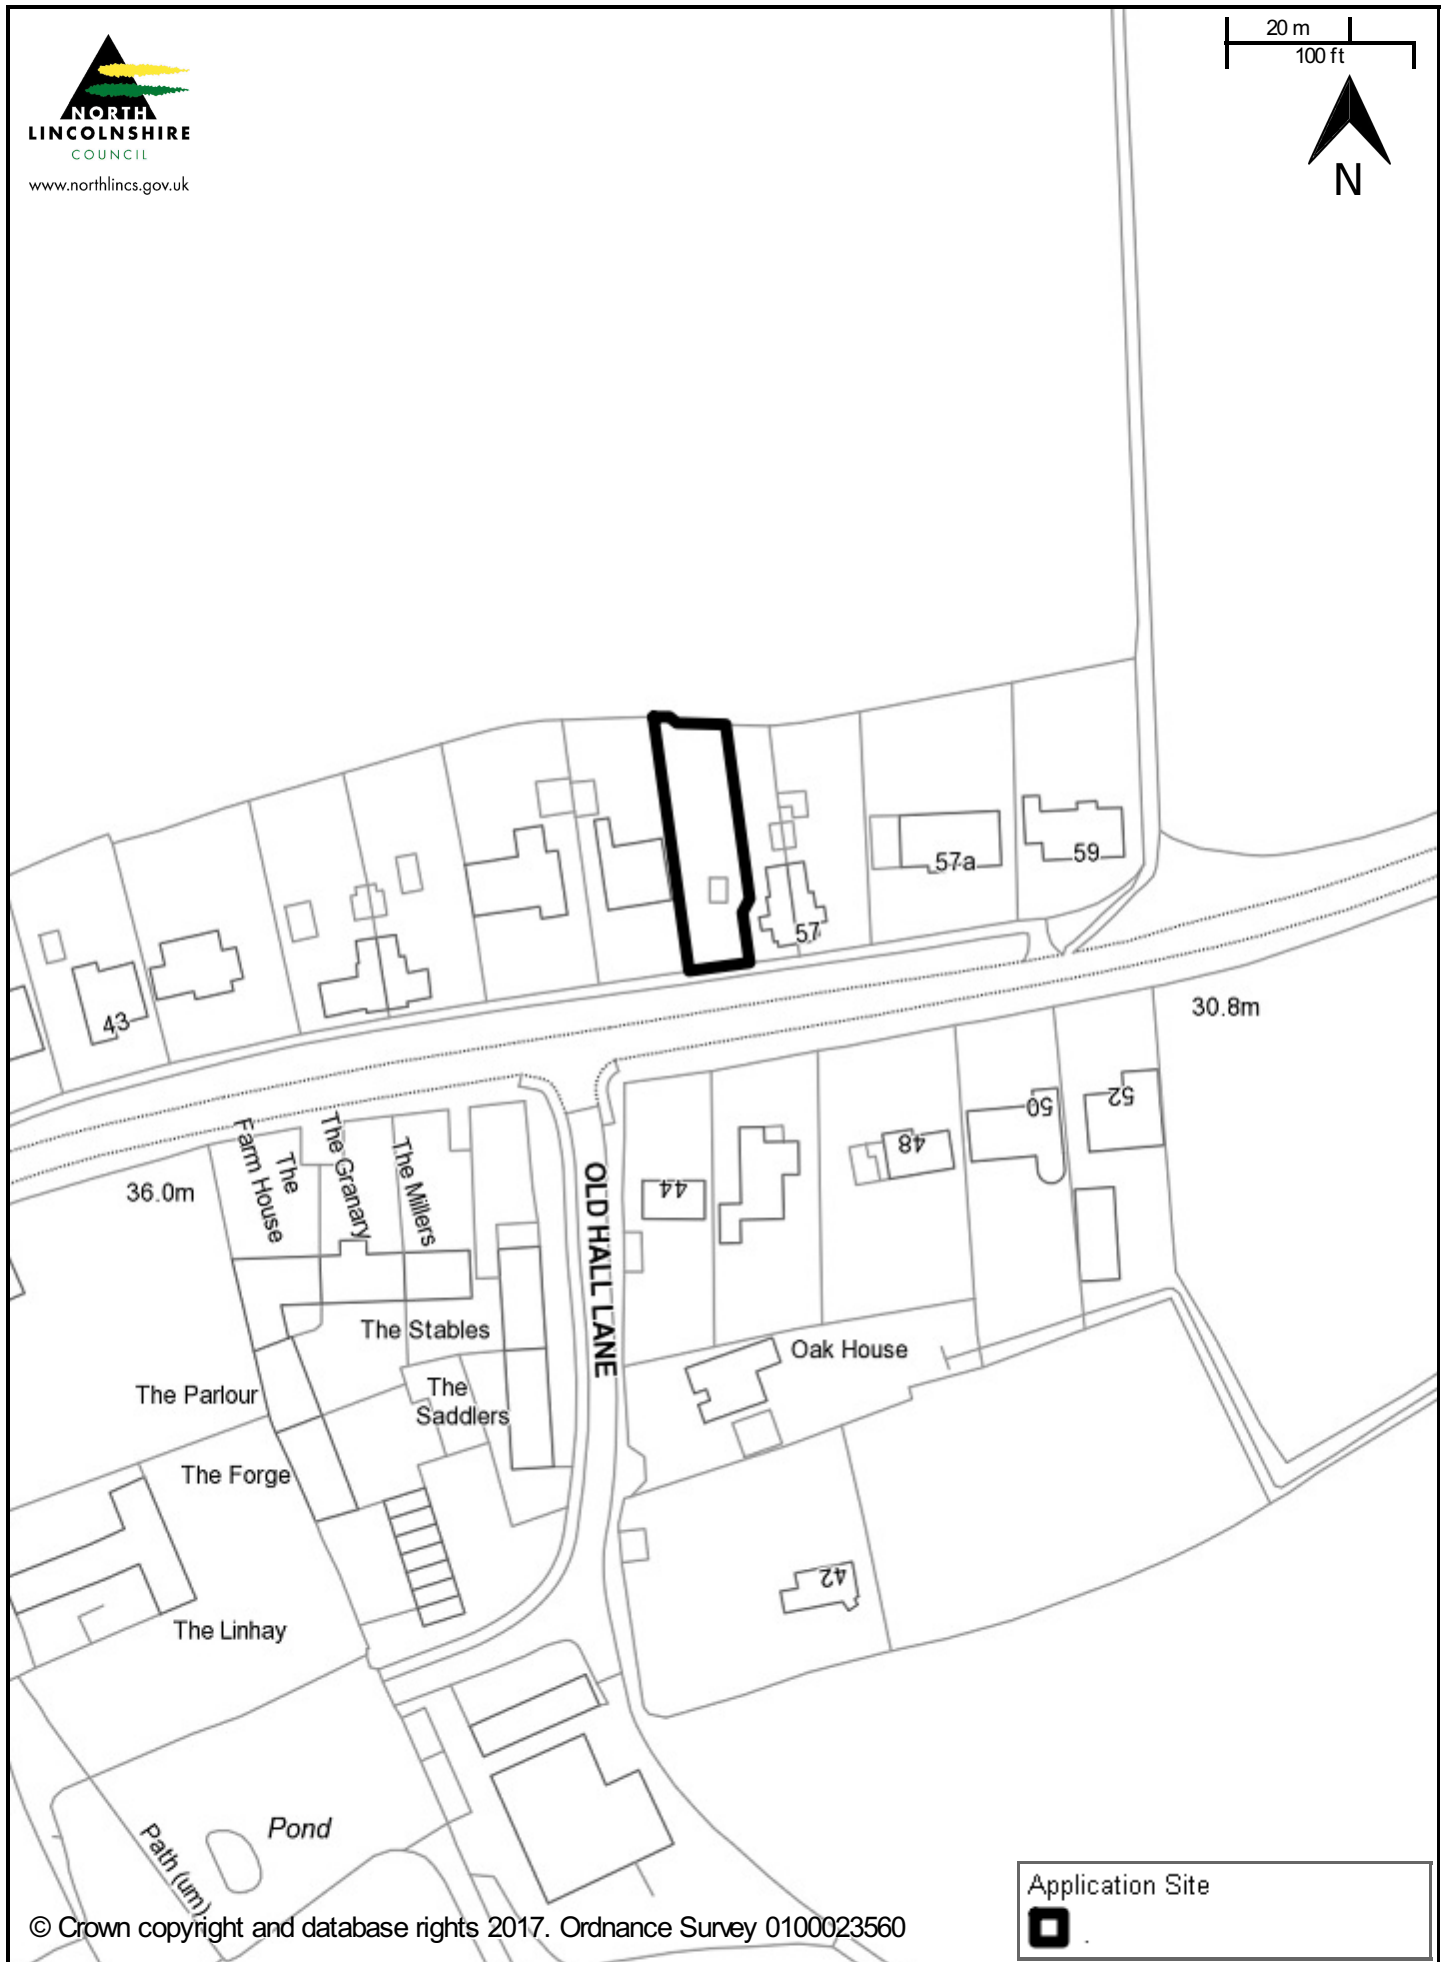 NORTH
LINCOLNSHIRE
COUNCIL
www.northlincs.gov.uk
20 m
100 ft
N
57a
59
57
43
30.8m
The
Farm House
The Granary
The Millers
36.0m
OLD HALL LANE
44
48
50
52
The Stables
Oak House
The Parlour
The
Saddlers
The Forge
42
The Linhay
Pond
Path (um)
Application Site
.
© Crown copyright and database rights 2017. Ordnance Survey 0100023560